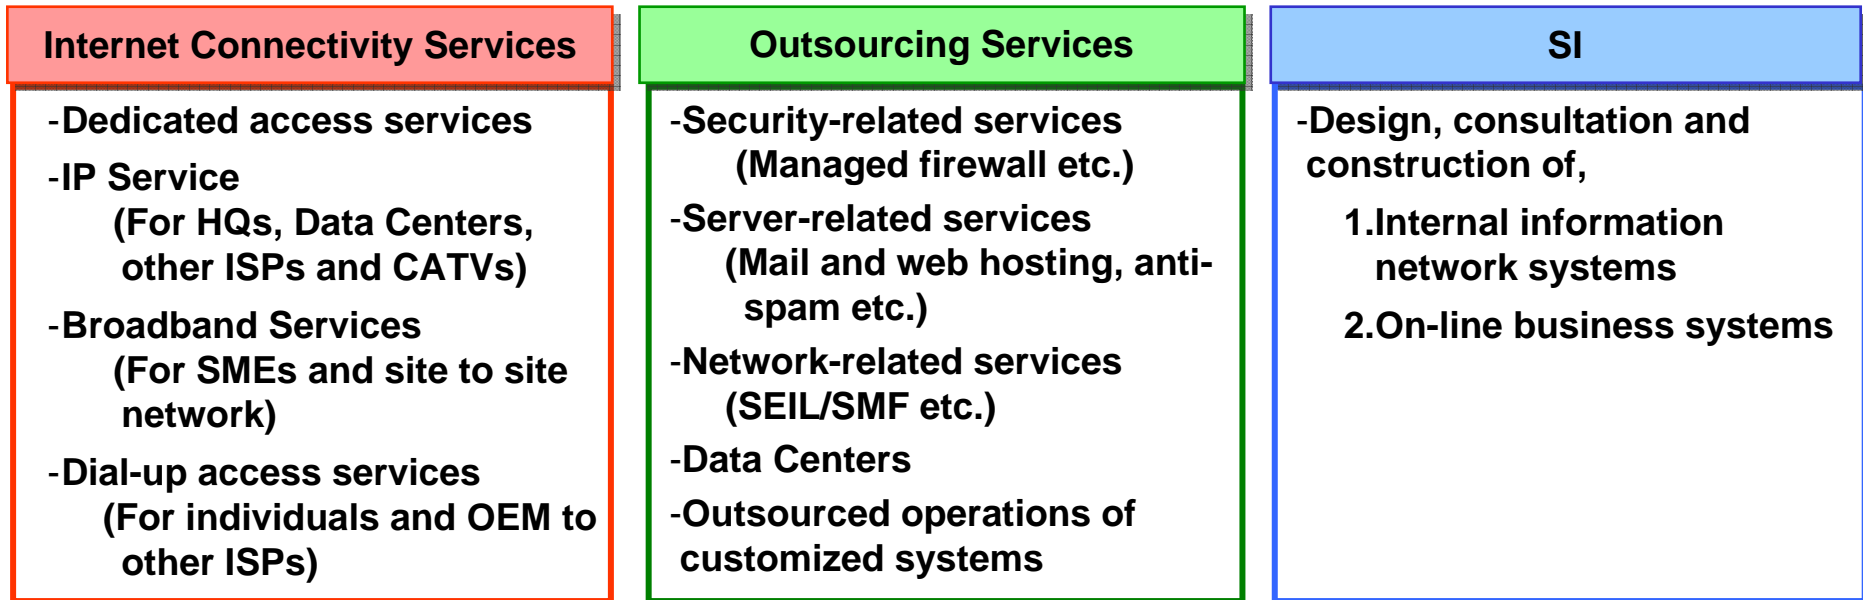 Internet Connectivity Services
-Dedicated access services
-IP Service
(For HQs, Data Centers,
other ISPs and CATVs)
-Broadband Services
(For SMEs and site to site
network)
-Dial-up access services
(For individuals and OEM to
other ISPs)
Outsourcing Services
-Security-related services
(Managed firewall etc.)
-Server-related services
(Mail and web hosting, anti-
spam etc.)
-Network-related services
(SEIL/SMF etc.)
-Data Centers
-Outsourced operations of
customized systems
SI
-Design, consultation and
construction of,
1.Internal information
network systems
2.On-line business systems